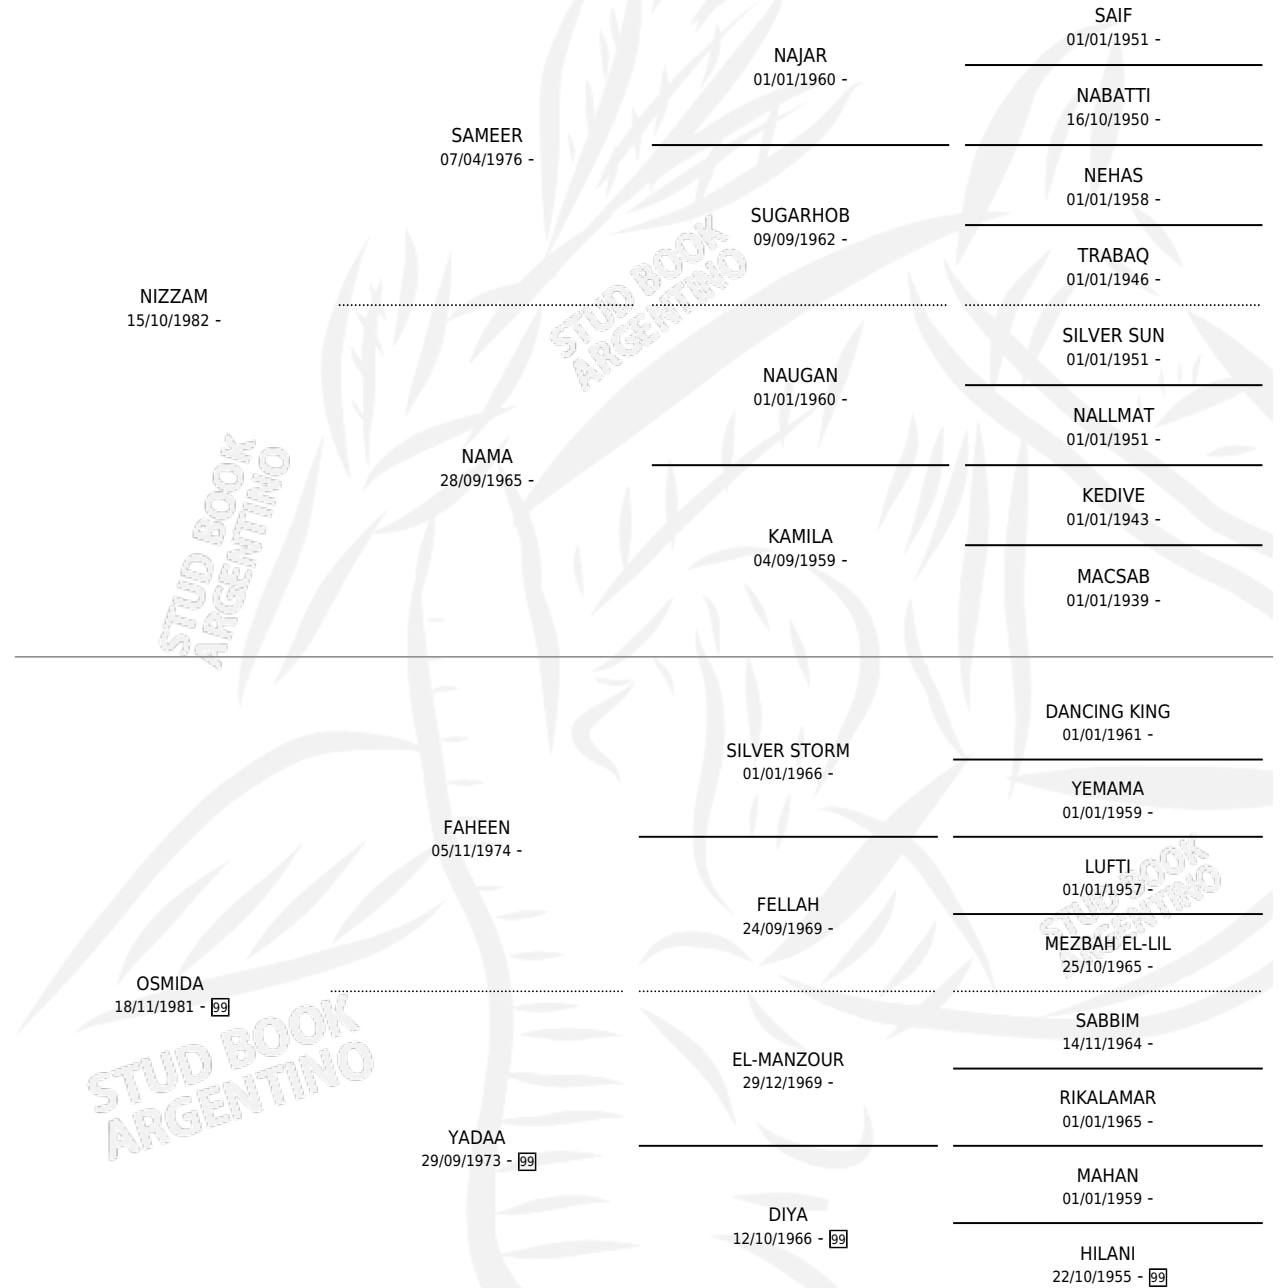 SAIF
01/01/1951 -
NAJAR
01/01/1960 -
NABATTI
16/10/1950 -
SAMEER
07/04/1976 -
NEHAS
01/01/1958 -
SUGARHOB
09/09/1962 -
TRABAQ
01/01/1946 -
NIZZAM
15/10/1982 -
SILVER SUN
01/01/1951 -
NAUGAN
01/01/1960 -
NALLMAT
01/01/1951 -
NAMA
28/09/1965 -
KEDIVE
01/01/1943 -
KAMILA
04/09/1959 -
MACSAB
01/01/1939 -
DANCING KING
01/01/1961 -
SILVER STORM
01/01/1966 -
YEMAMA
01/01/1959 -
FAHEEN
05/11/1974 -
LUFTI
01/01/1957 -
FELLAH
24/09/1969 -
MEZBAH EL-LIL
25/10/1965 -
OSMIDA
18/11/1981 - 99
SABBIM
14/11/1964 -
EL-MANZOUR
29/12/1969 -
RIKALAMAR
01/01/1965 -
YADAA
29/09/1973 - 99
MAHAN
01/01/1959 -
DIYA
12/10/1966 - 99
HILANI
22/10/1955 - 99
STUD BOOK
ARGENTINO
STUD BOOK
ARGENTINO
STUD BOOK
ARGENTINO
STUD BOOK
ARGENTINO